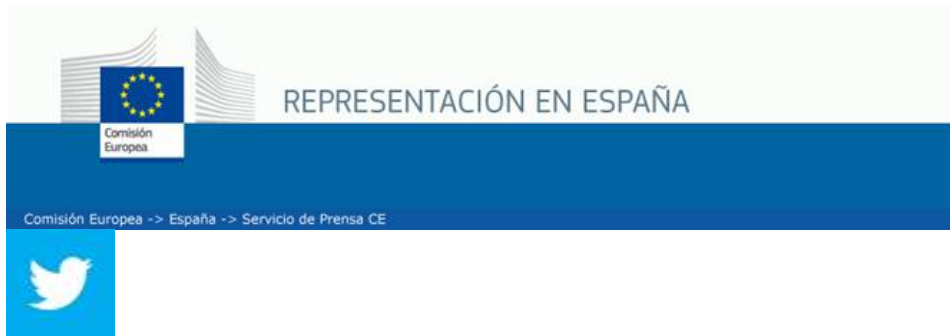 REPRESENTACIÓN EN ESPAÑA
Comisión
Europea
Comisión Europea -> España -> Servicio de Prensa CE